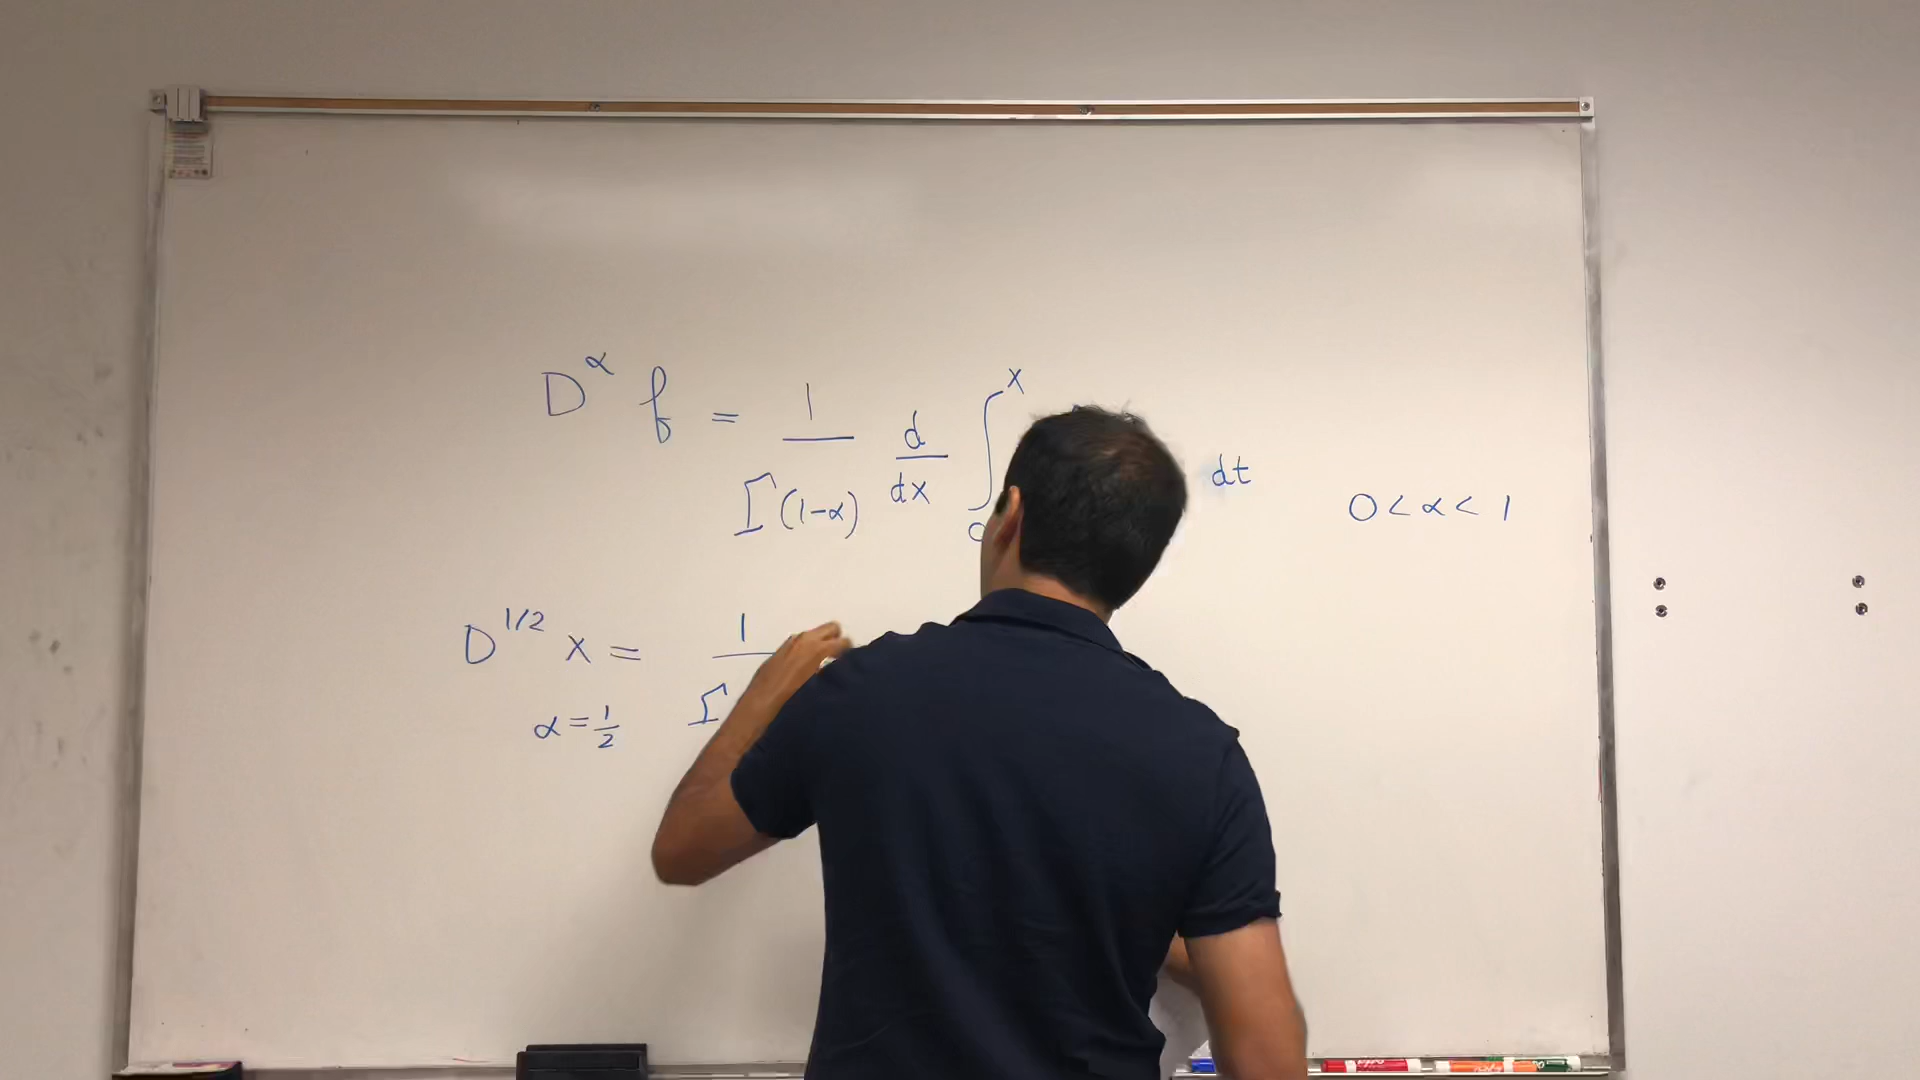 D^α f = 1/Γ(1-α) d/dx ∫_0^x dt
0 < α < 1
D^1/2 x = 1/Γ
α = 1/2